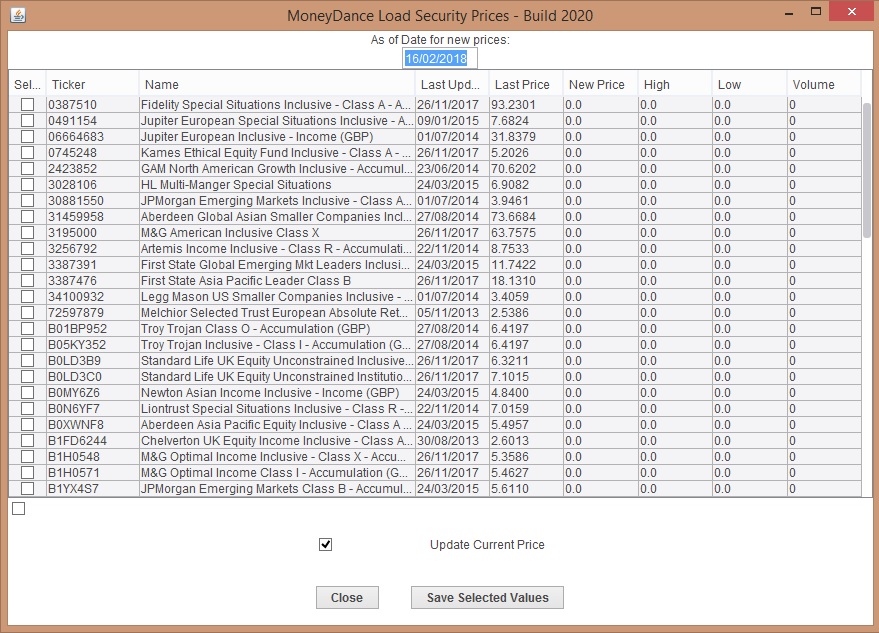 MoneyDance Load Security Prices - Build 2020
As of Date for new prices:
16/02/2018
Sel... Ticker Name Last Upd... Last Price New Price High Low Volume
0387510 Fidelity Special Situations Inclusive - Class A - A... 26/11/2017 93.2301 0.0 0.0 0.0 0
0491154 Jupiter European Special Situations Inclusive - ... 09/01/2015 7.6824 0.0 0.0 0.0 0
06664683 Jupiter European Inclusive - Income (GBP) 01/07/2014 31.8379 0.0 0.0 0.0 0
0745248 Kames Ethical Equity Fund Inclusive - Class A - ... 26/11/2017 5.2026 0.0 0.0 0.0 0
2423852 GAM North American Growth Inclusive - Accumul... 23/06/2014 70.6202 0.0 0.0 0.0 0
3028106 HL Multi-Manger Special Situations 24/03/2015 6.9082 0.0 0.0 0.0 0
30881550 JPMorgan Emerging Markets Inclusive - Class A... 01/07/2014 3.9461 0.0 0.0 0.0 0
31459958 Aberdeen Global Asian Smaller Companies Incl... 27/08/2014 73.6684 0.0 0.0 0.0 0
3195000 M&G American Inclusive Class X 26/11/2017 63.7575 0.0 0.0 0.0 0
3256792 Artemis Income Inclusive - Class R - Accumulati... 22/11/2014 8.7533 0.0 0.0 0.0 0
3387391 First State Global Emerging Mkt Leaders Inclusi... 24/03/2015 11.7422 0.0 0.0 0.0 0
3387476 First State Asia Pacific Leader Class B 26/11/2017 18.1310 0.0 0.0 0.0 0
34100932 Legg Mason US Smaller Companies Inclusive - ... 01/07/2014 3.4059 0.0 0.0 0.0 0
72597879 Melchior Selected Trust European Absolute Ret... 05/11/2013 2.5386 0.0 0.0 0.0 0
B01BP952 Troy Trojan Class O - Accumulation (GBP) 27/08/2014 6.4197 0.0 0.0 0.0 0
B05KY352 Troy Trojan Inclusive - Class I - Accumulation (G... 27/08/2014 6.4197 0.0 0.0 0.0 0
B0LD3B9 Standard Life UK Equity Unconstrained Inclusive... 26/11/2017 6.3211 0.0 0.0 0.0 0
B0LD3C0 Standard Life UK Equity Unconstrained Institutio... 26/11/2017 7.1015 0.0 0.0 0.0 0
B0MY6Z6 Newton Asian Income Inclusive - Income (GBP) 24/03/2015 4.8400 0.0 0.0 0.0 0
B0N6YF7 Liontrust Special Situations Inclusive - Class R -... 22/11/2014 7.0159 0.0 0.0 0.0 0
B0XWNF8 Aberdeen Asia Pacific Equity Inclusive - Class A ... 24/03/2015 5.4957 0.0 0.0 0.0 0
B1FD6244 Chelverton UK Equity Income Inclusive - Class A... 30/08/2013 2.6013 0.0 0.0 0.0 0
B1H0548 M&G Optimal Income Inclusive - Class X - Accu... 26/11/2017 5.3586 0.0 0.0 0.0 0
B1H0571 M&G Optimal Income Class I - Accumulation (G... 26/11/2017 5.4627 0.0 0.0 0.0 0
B1YX4S7 JPMorgan Emerging Markets Class B - Accumul... 24/03/2015 5.6110 0.0 0.0 0.0 0
Update Current Price
Close Save Selected Values